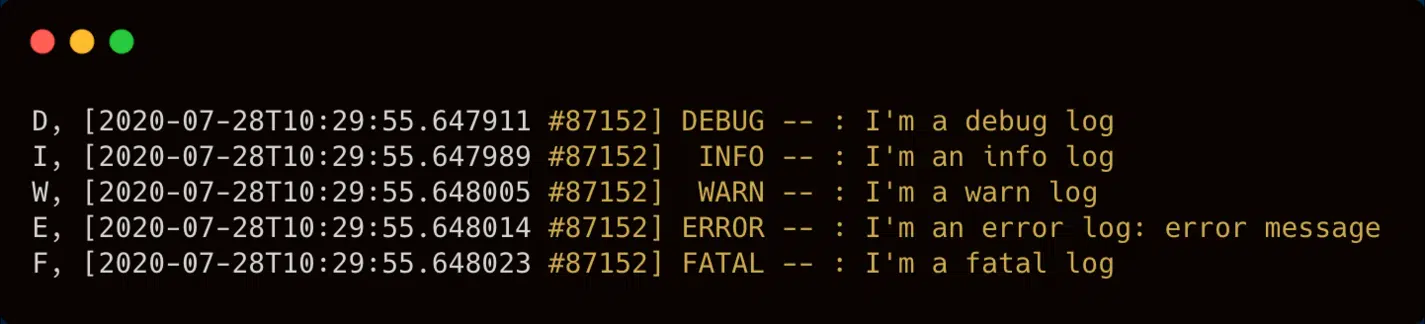 D, [2020-07-28T10:29:55.647911 #87152] DEBUG -- : I'm a debug log
I, [2020-07-28T10:29:55.647989 #87152]  INFO -- : I'm an info log
W, [2020-07-28T10:29:55.648005 #87152]  WARN -- : I'm a warn log
E, [2020-07-28T10:29:55.648014 #87152] ERROR -- : I'm an error log: error message
F, [2020-07-28T10:29:55.648023 #87152] FATAL -- : I'm a fatal log